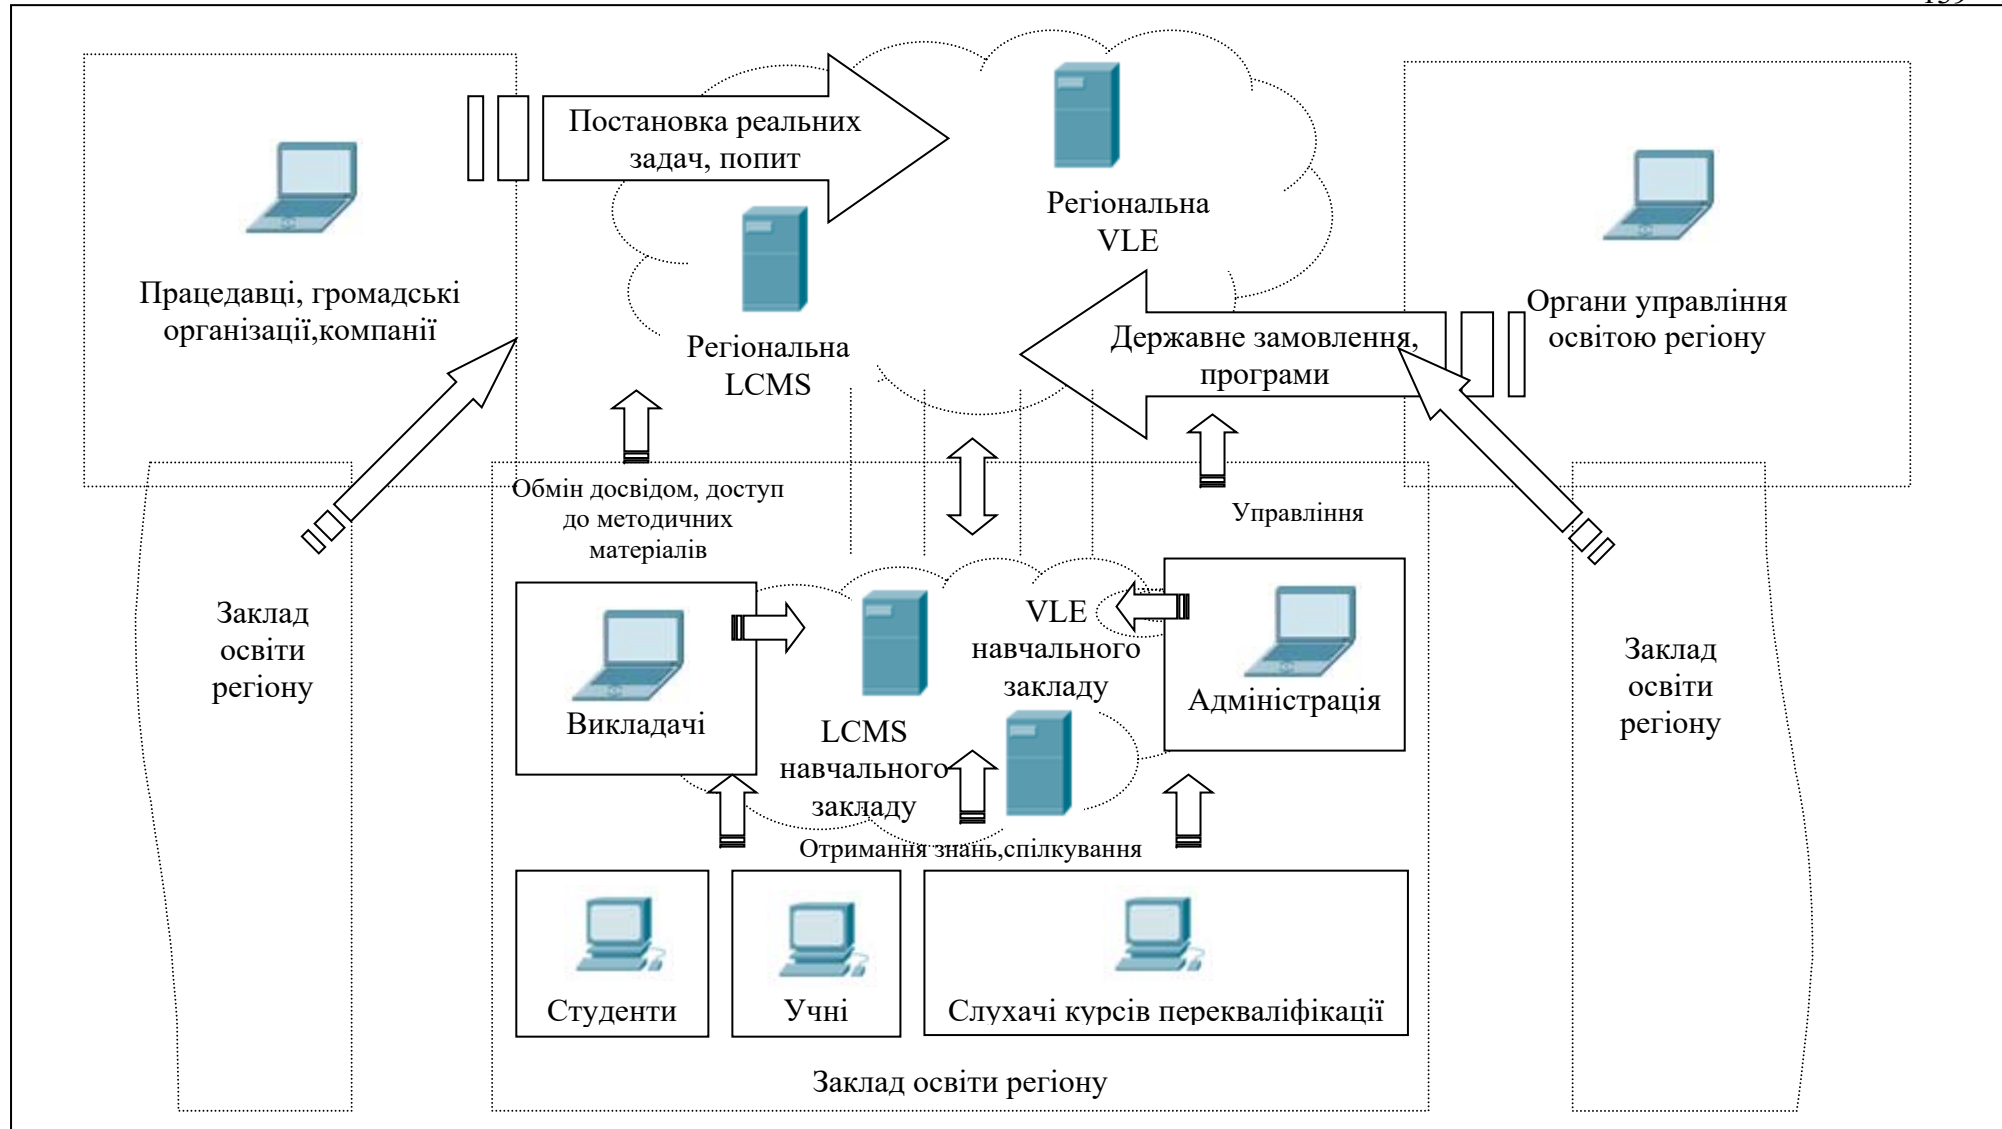 Постановка реальних
задач, попит
Регіональна
VLE
Працедавці, громадські
організації,компанії
Регіональна
LCMS
Державне замовлення,
програми
Органи управління
освітою регіону
Обмін досвідом, доступ
до методичних
матеріалів
Управління
Заклад
освіти
регіону
Викладачі
LCMS
навчального
закладу
VLE
навчального
закладу
Адміністрація
Заклад
освіти
регіону
Отримання знань,спілкування
Студенти
Учні
Слухачі курсів перекваліфікації
Заклад освіти регіону